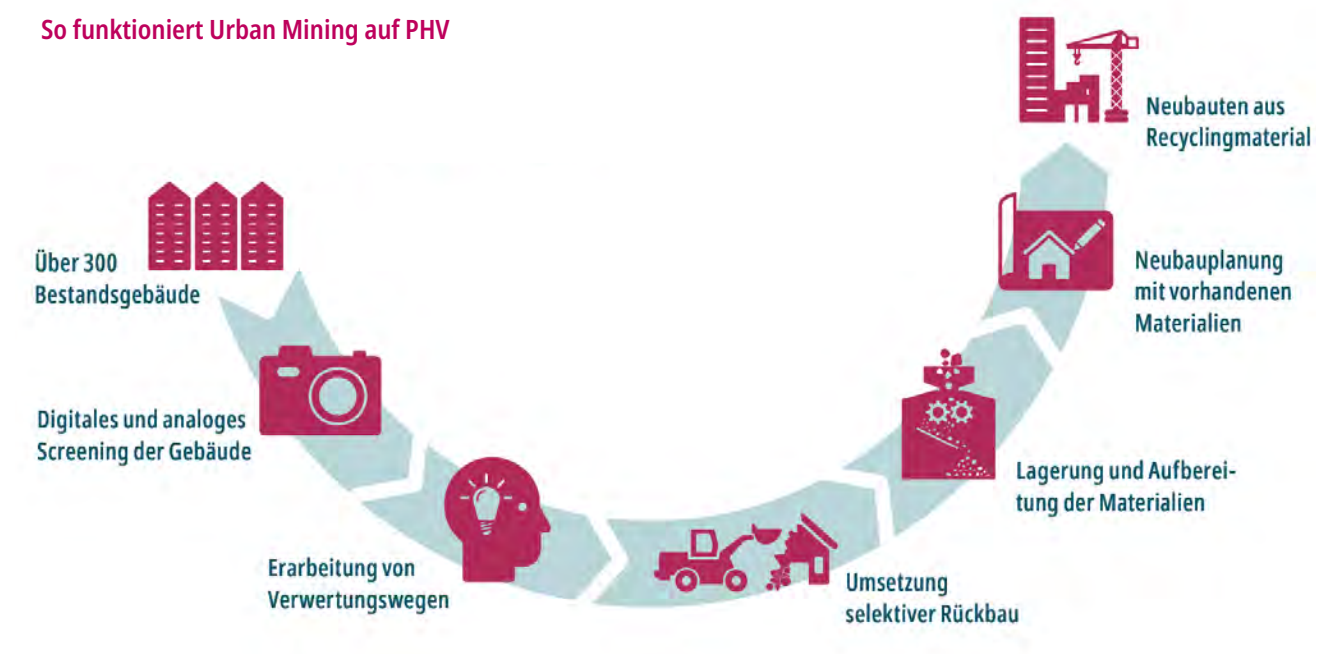 So funktioniert Urban Mining auf PHV
Über 300
Bestandsgebäude
Digitales und analoges
Screening der Gebäude
Erarbeitung von
Verwertungswegen
Umsetzung
selektiver Rückbau
Lagerung und Aufberei-
tung der Materialien
Neubauplanung
mit vorhandenen
Materialien
Neubauten aus
Recyclingmaterial